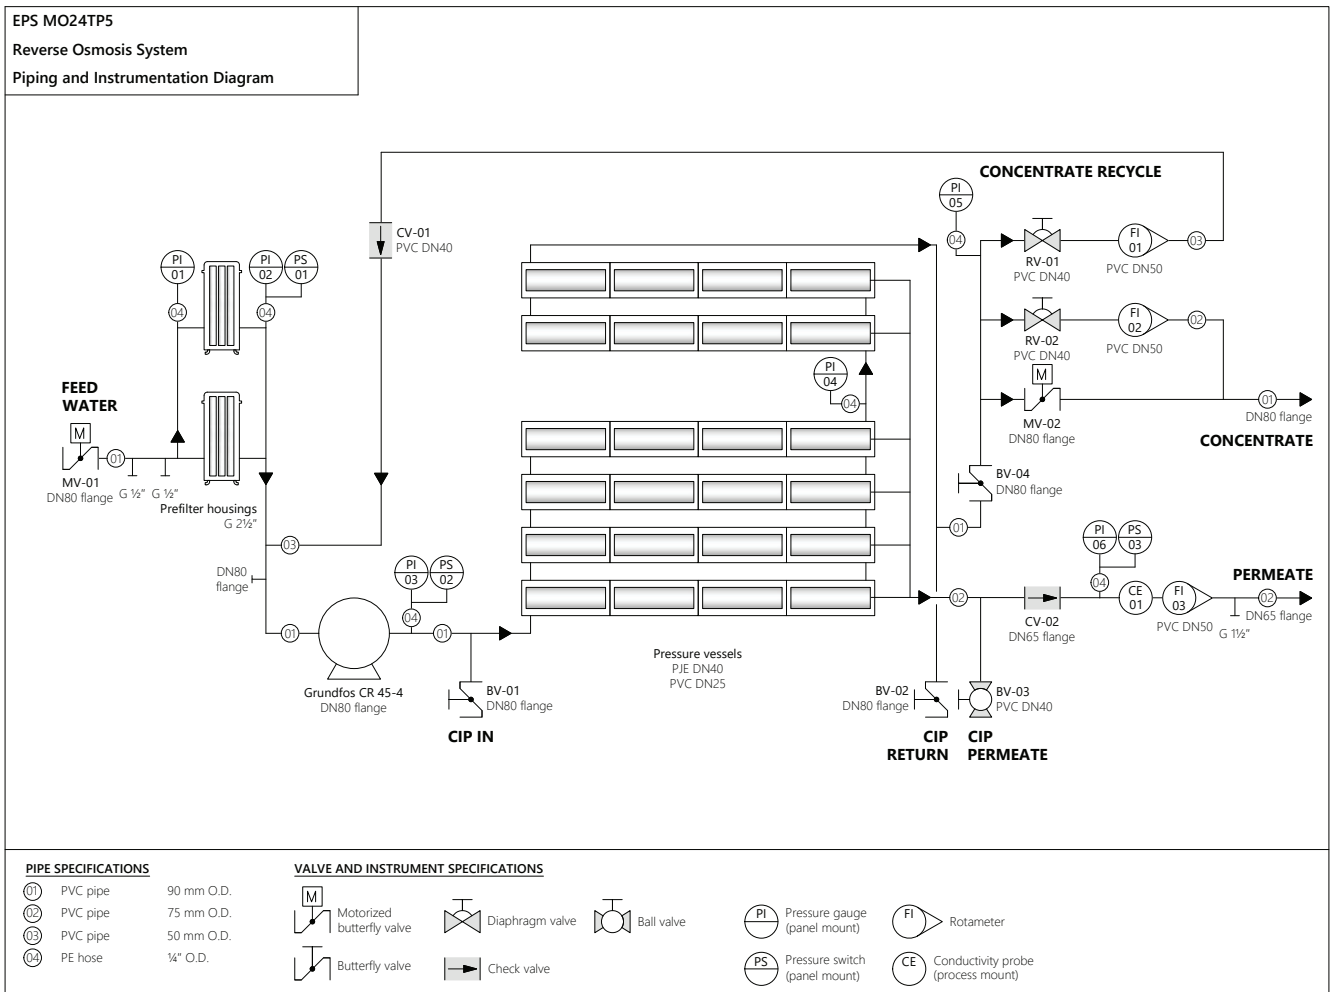 EPS MO24TP5
Reverse Osmosis System
Piping and Instrumentation Diagram
CONCENTRATE RECYCLE
PI
05
04
CV-01
PVC DN40
RV-01
PVC DN40
FI
01
03
PVC DN50
PI
01
PI
02
PS
01
04
04
RV-02
PVC DN40
FI
02
02
PVC DN50
PI
04
04
FEED
WATER
M
MV-01
DN80 flange
01
G ½"
G ½"
Prefilter housings
G 2½"
M
MV-02
DN80 flange
01
DN80 flange
CONCENTRATE
BV-04
DN80 flange
01
03
DN80
flange
01
PI
03
PS
02
04
01
Grundfos CR 45-4
DN80 flange
BV-01
DN80 flange
CIP IN
Pressure vessels
PJE DN40
PVC DN25
02
CV-02
DN65 flange
PI
06
PS
03
04
CE
01
FI
03
PVC DN50
G 1½"
PERMEATE
02
DN65 flange
BV-02
DN80 flange
BV-03
PVC DN40
CIP
RETURN
CIP
PERMEATE
PIPE SPECIFICATIONS
01 PVC pipe 90 mm O.D.
02 PVC pipe 75 mm O.D.
03 PVC pipe 50 mm O.D.
04 PE hose ¼" O.D.
VALVE AND INSTRUMENT SPECIFICATIONS
M
Motorized
butterfly valve
Butterfly valve
Diaphragm valve
Check valve
Ball valve
PI
Pressure gauge
(panel mount)
PS
Pressure switch
(panel mount)
FI
Rotameter
CE
Conductivity probe
(process mount)